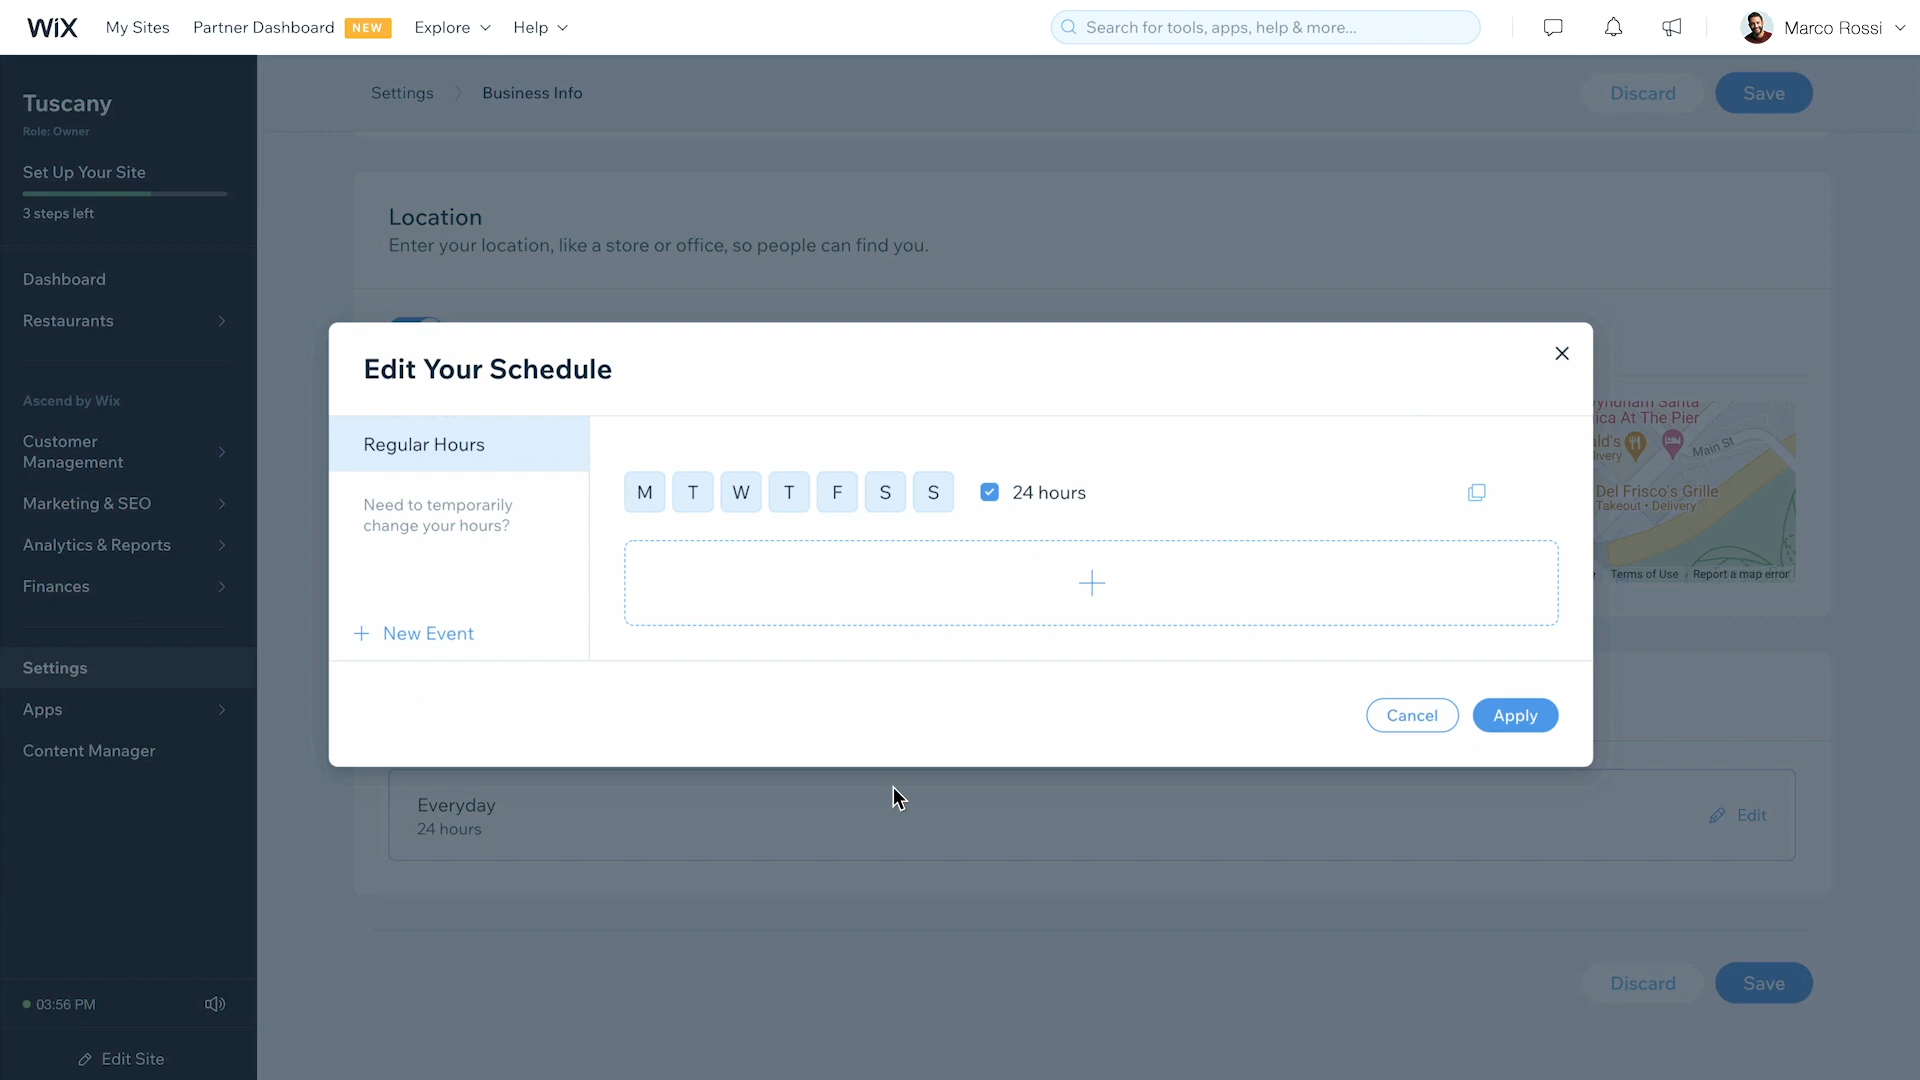 WiX My Sites Partner Dashboard NEW Explore Help Search for tools, apps, help & more... Marco Rossi
Tuscany
Role: Owner
Set Up Your Site
3 steps left
Dashboard
Restaurants
Ascend by Wix
Customer
Management
Marketing & SEO
Analytics & Reports
Finances
Settings
Apps
Content Manager
03:56 PM
Edit Site
Settings > Business Info
Discard Save
Location
Enter your location, like a store or office, so people can find you.
Edit Your Schedule
Regular Hours
Need to temporarily
change your hours?
+ New Event
M T W T F S S 24 hours
Cancel Apply
At The Pier
Main St
Del Frisco's Grille
Takeout • Delivery
Terms of Use Report a map error
Everyday
24 hours
Edit
Discard Save